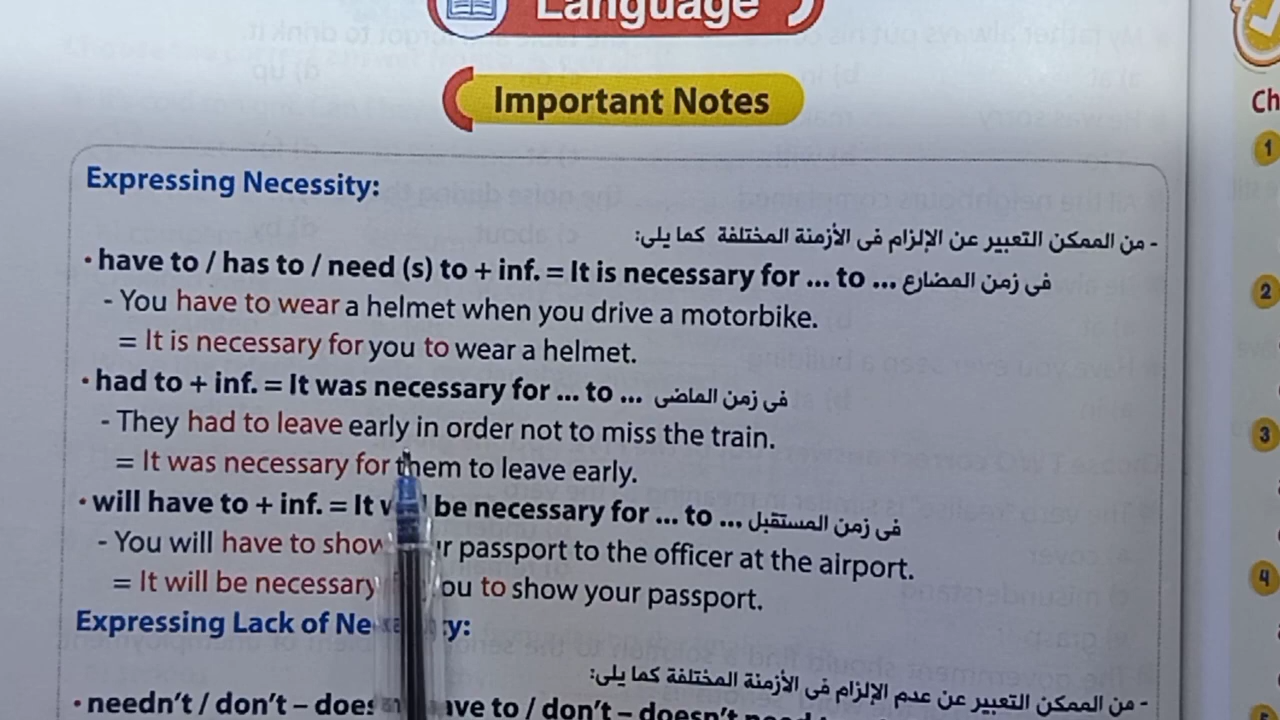 Language
Important Notes
Expressing Necessity:
- من الممكن التعبير عن الإلزام فى الأزمنة المختلفة كما يلى:
• have to / has to / need (s) to + inf. = It is necessary for ... to ... فى زمن المضارع
- You have to wear a helmet when you drive a motorbike.
= It is necessary for you to wear a helmet.
• had to + inf. = It was necessary for ... to ... فى زمن الماضى
- They had to leave early in order not to miss the train.
= It was necessary for them to leave early.
• will have to + inf. = It be necessary for ... to ... فى زمن المستقبل
- You will have to show passport to the officer at the airport.
= It will be necessary you to show your passport.
Expressing Lack of
- من الممكن التعبير عن عدم الإلزام فى الأزمنة المختلفة كما يلى:
• needn't / don't – to / don't – doesn't
Ch
1
2
3
4